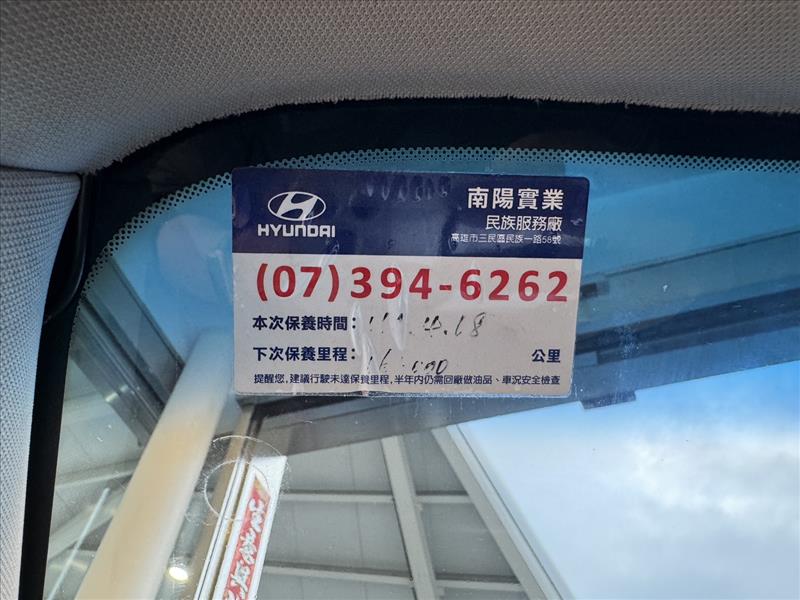 HYUNDAI
南陽實業
民族服務廠
高雄市三民區民族一路58號
(07)394-6262
本次保養時間:
下次保養里程: 公里
提醒您,建議行駛未達保養里程,半年內仍需回廠做油品、車況安全檢查